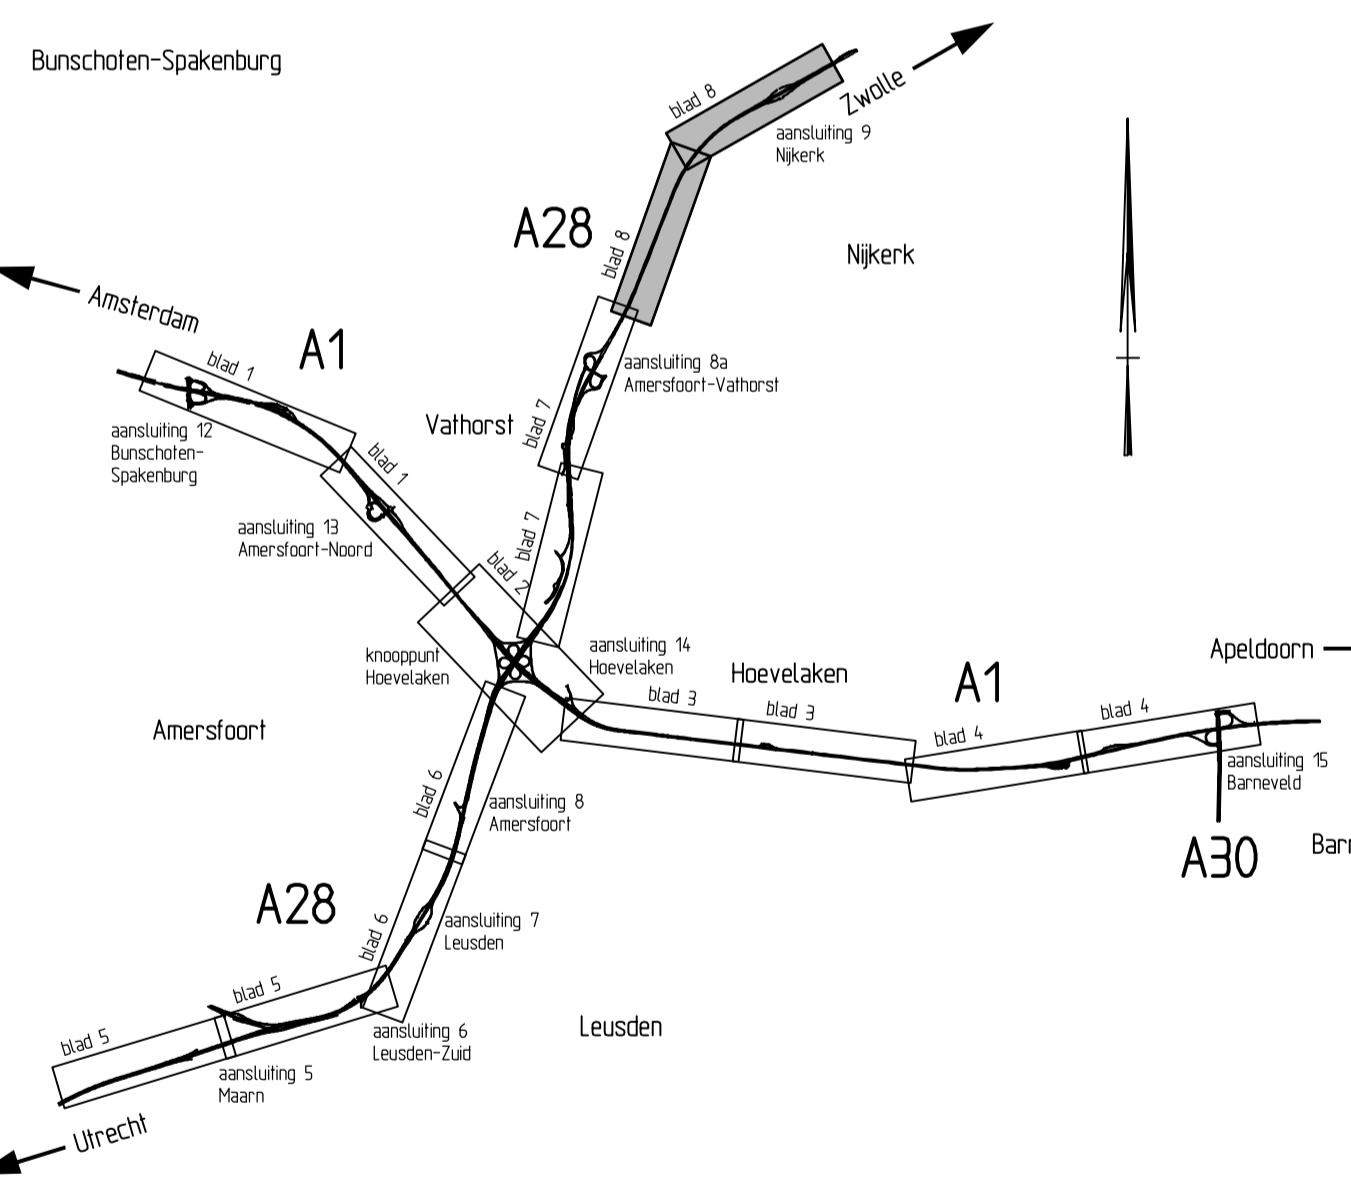 Bunschoten-Spakenburg
blad 8
Zwolle
aansluiting 9
Nijkerk
A28
blad 8
Nijkerk
Amsterdam
A1
blad 1
aansluiting 8a
Amersfoort-Vathorst
blad 7
Vathorst
aansluiting 12
Bunschoten-
Spakenburg
blad 1
aansluiting 13
Amersfoort-Noord
blad 7
blad 2
knooppunt
Hoevelaken
aansluiting 14
Hoevelaken
Hoevelaken
blad 3
blad 3
A1
Apeldoorn
blad 4
blad 4
aansluiting 15
Barneveld
A30
Amersfoort
blad 6
aansluiting 8
Amersfoort
A28
blad 6
aansluiting 7
Leusden
blad 5
blad 5
aansluiting 6
Leusden-Zuid
Leusden
aansluiting 5
Maarn
Utrecht